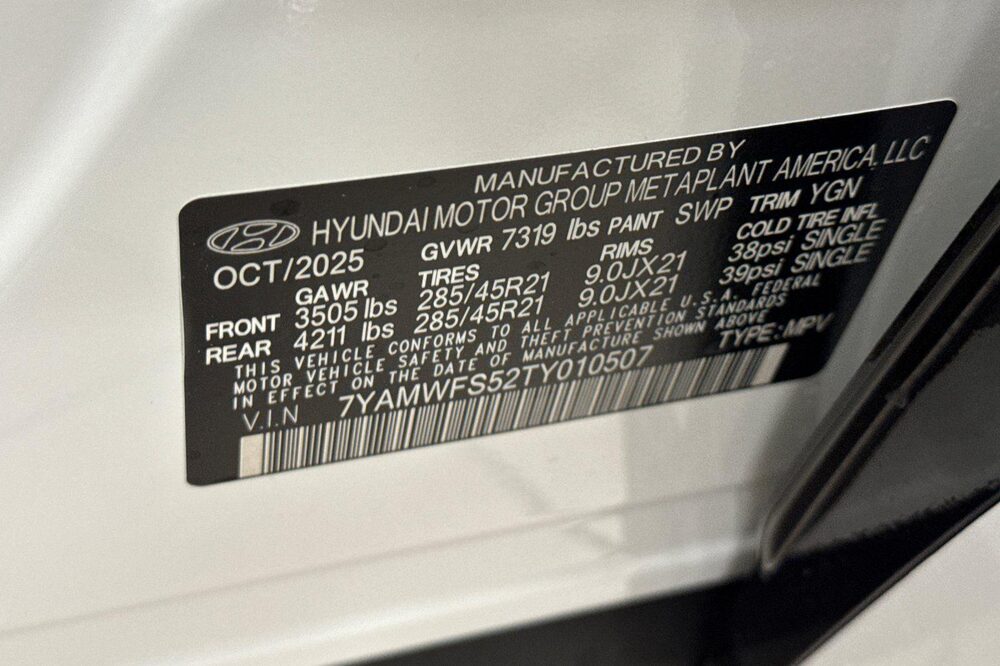 MANUFACTURED BY
HYUNDAI MOTOR GROUP METAPLANT AMERICA, LLC
OCT/2025 GVWR 7319 lbs PAINT SWP TRIM YGN
GAWR TIRES RIMS COLD TIRE INFL
FRONT 3505 lbs 285/45R21 9.0JX21 38psi SINGLE
REAR 4211 lbs 285/45R21 9.0JX21 39psi SINGLE
THIS VEHICLE CONFORMS TO ALL APPLICABLE U.S.A. FEDERAL
MOTOR VEHICLE SAFETY AND THEFT PREVENTION STANDARDS
IN EFFECT ON THE DATE OF MANUFACTURE SHOWN ABOVE
V.I.N 7YAMWFS52TY010507 TYPE: MPV